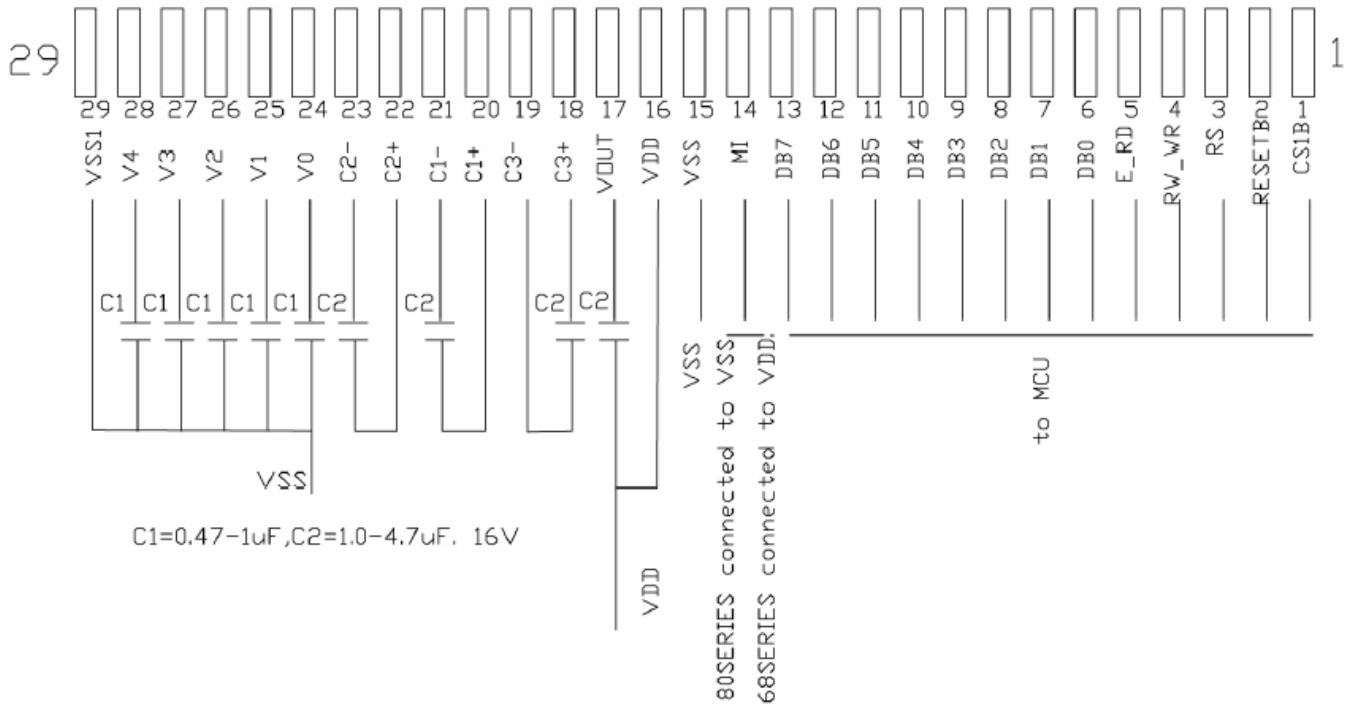 29
1
29 28 27 26 25 24 23 22 21 20 19 18 17 16 15 14 13 12 11 10 9 8 7 6 5 4 3 2 1
VSS1
V4
V3
V2
V1
V0
C2-
C2+
C1-
C1+
C3-
C3+
VOUT
VDD
VSS
MI
DB7
DB6
DB5
DB4
DB3
DB2
DB1
DB0
E_RD
RW_WR
RS
RESETB
CS1B
C1 C1 C1 C1 C1 C2 C2 C2 C2
VSS
C1=0.47-1uF,C2=1.0-4.7uF. 16V
VDD
VSS
80SERIES connected to VSS
68SERIES connected to VDD.
to MCU